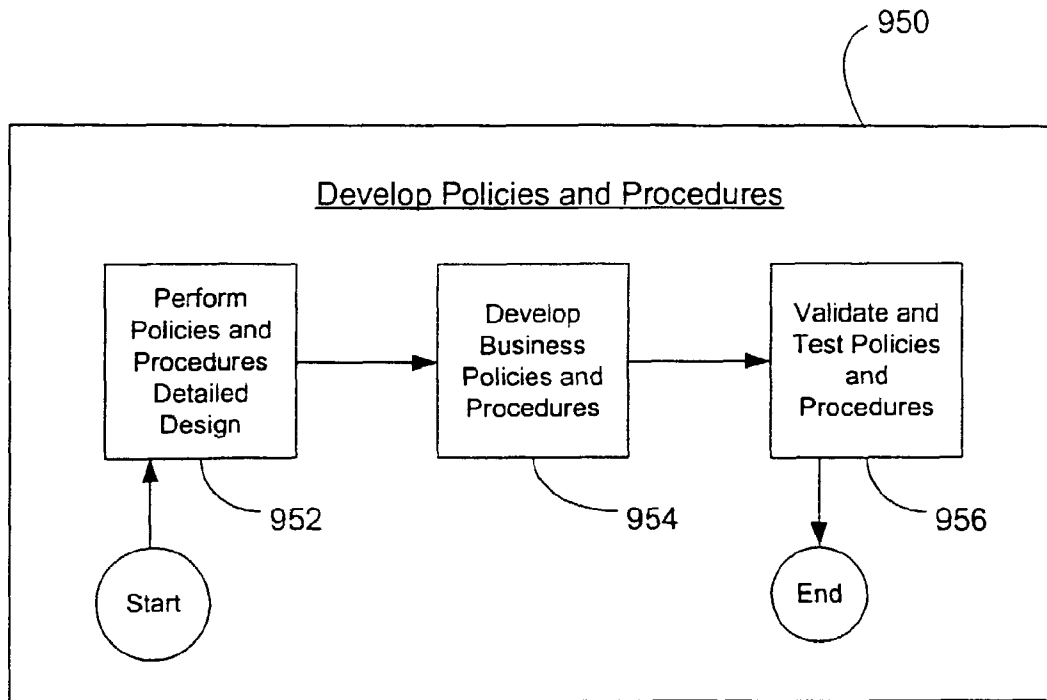 950
Develop Policies and Procedures
Perform
Policies and
Procedures
Detailed
Design
Develop
Business
Policies and
Procedures
Validate and
Test Policies
and
Procedures
952
954
956
Start
End